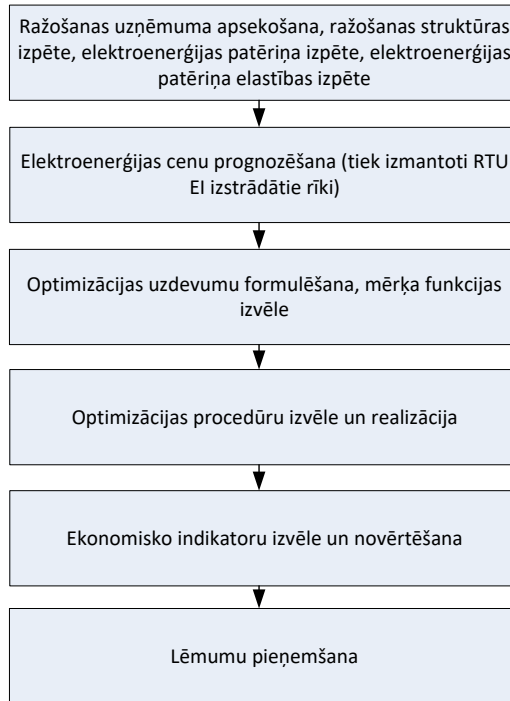 Ražošanas uzņēmuma apsekošana, ražošanas struktūras
izpēte, elektroenerģijas patēriņa izpēte, elektroenerģijas
patēriņa elastības izpēte
Elektroenerģijas cenu prognozēšana (tiek izmantoti RTU
EI izstrādātie rīki)
Optimizācijas uzdevumu formulēšana, mērķa funkcijas
izvēle
Optimizācijas procedūru izvēle un realizācija
Ekonomisko indikatoru izvēle un novērtēšana
Lēmumu pieņemšana